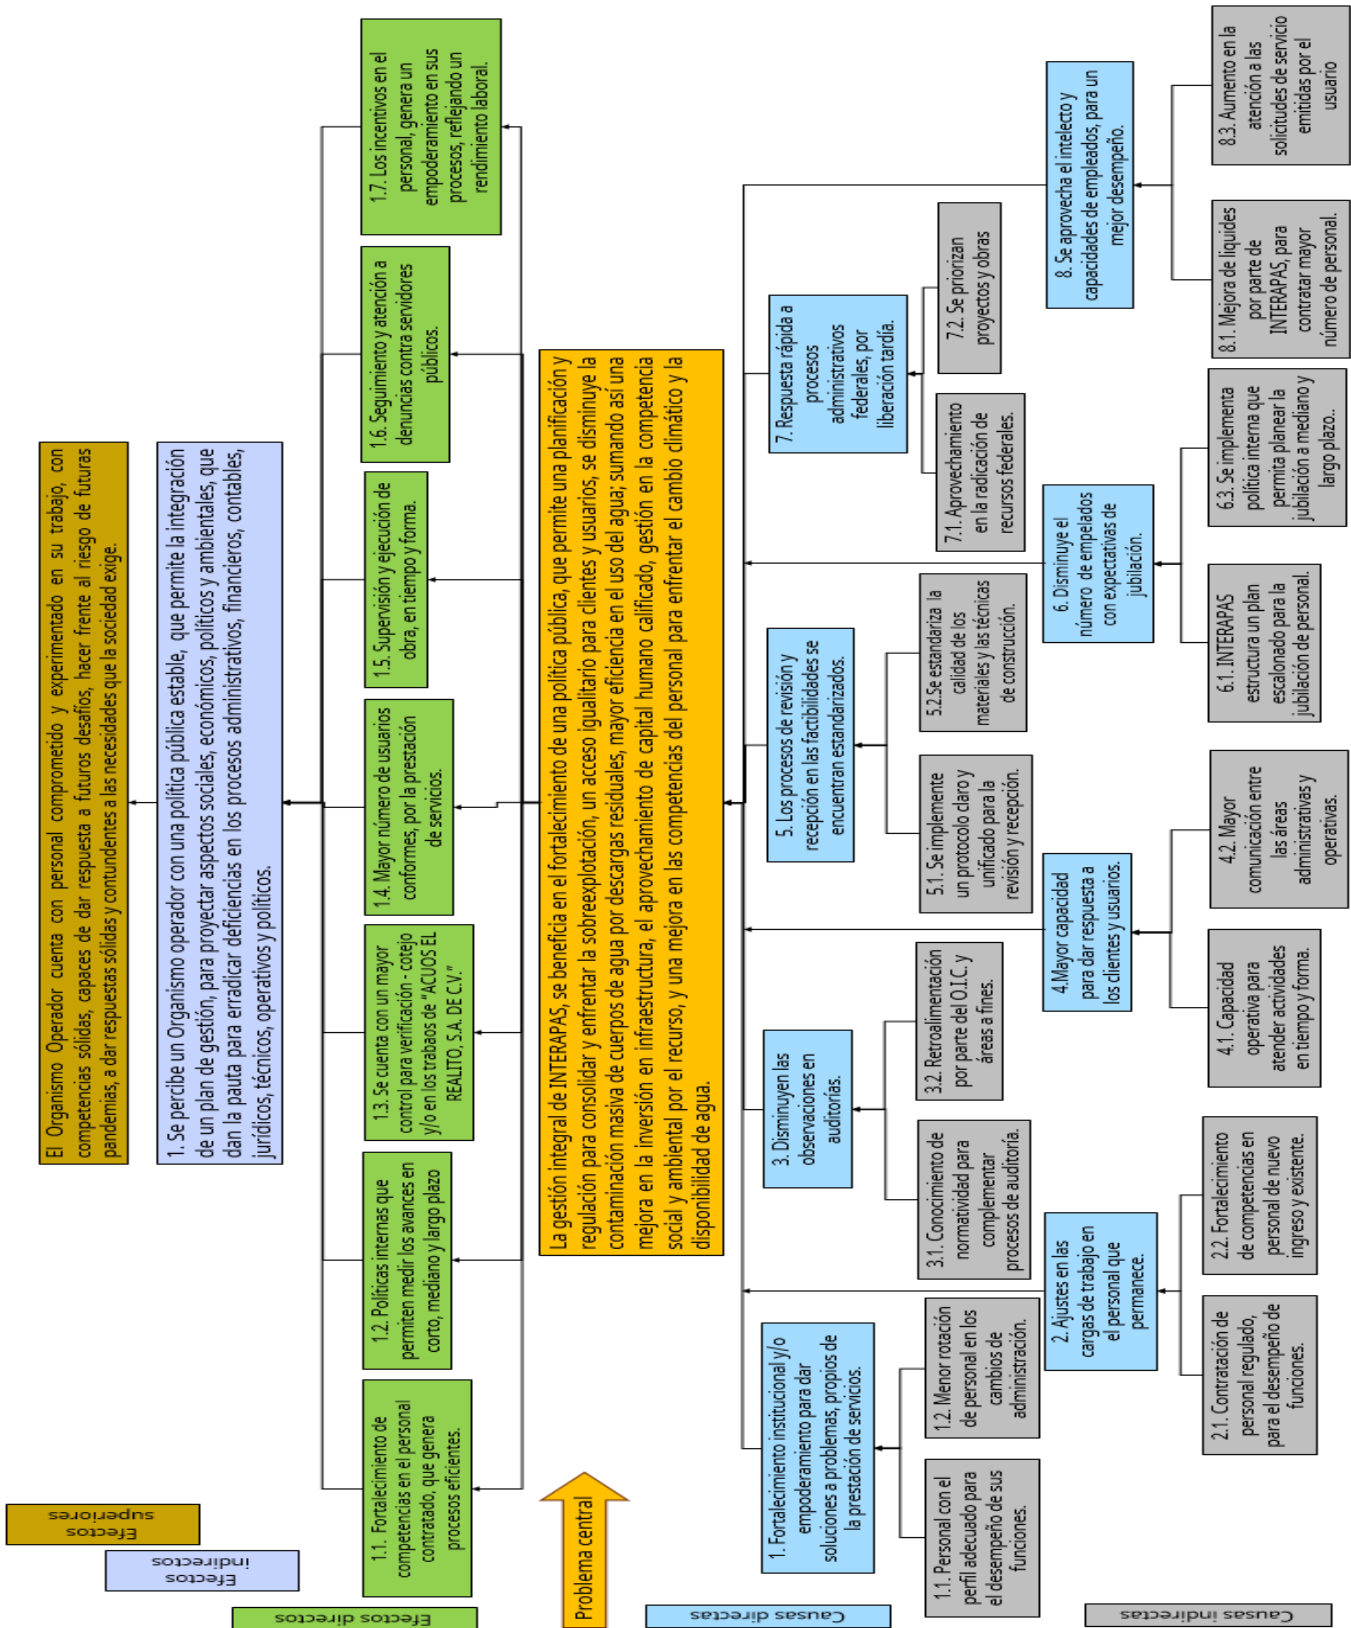 Efectos
superiores
El Organismo Operador cuenta con personal comprometido y experimentado en su trabajo, con
competencias sólidas, capaces de dar respuesta a futuros desafíos, hacer frente al riesgo de futuras
pandemias, a dar respuestas sólidas y contundentes a las necesidades que la sociedad exige.
Efectos
indirectos
1. Se percibe un Organismo operador con una política pública estable, que permite la integración
de un plan de gestión, para proyectar aspectos sociales, económicos, políticos y ambientales, que
dan la pauta para erradicar deficiencias en los procesos administrativos, financieros, contables,
jurídicos, técnicos, operativos y políticos.
Efectos directos
1.1. Fortalecimiento de
competencias en el personal
contratado, que genera
procesos eficientes.
1.2. Políticas internas que
permiten medir los avances en
corto, mediano y largo plazo
1.3. Se cuenta con un mayor
control para verificación - cotejo
y/o en los trabaos de “ACUOS EL
REALITO, S.A. DE C.V.”
1.4. Mayor número de usuarios
conformes, por la prestación
de servicios.
1.5. Supervisión y ejecución de
obra, en tiempo y forma.
1.6. Seguimiento y atención a
denuncias contra servidores
públicos.
1.7. Los incentivos en el
personal, genera un
empoderamiento en sus
procesos, reflejando un
rendimiento laboral.
Problema central
La gestión integral de INTERAPAS, se beneficia en el fortalecimiento de una política pública, que permite una planificación y
regulación para consolidar y enfrentar la sobreexplotación, un acceso igualitario para clientes y usuarios, se disminuye la
contaminación masiva de cuerpos de agua por descargas residuales, mayor eficiencia en el uso del agua; sumando así una
mejora en la inversión en infraestructura, el aprovechamiento de capital humano calificado, gestión en la competencia
social y ambiental por el recurso, y una mejora en las competencias del personal para enfrentar el cambio climático y la
disponibilidad de agua.
Causas directas
1. Fortalecimiento institucional y/o
empoderamiento para dar
soluciones a problemas, propios de
la prestación de servicios.
3. Disminuyen las
observaciones en
auditorías.
5. Los procesos de revisión y
recepción en las factibilidades se
encuentran estandarizados.
7. Respuesta rápida a
procesos
administrativos
federales, por
liberación tardía.
1.1. Personal con el
perfil adecuado para
el desempeño de sus
funciones.
1.2. Menor rotación
de personal en los
cambios de
administración.
3.1. Conocimiento de
normatividad para
complementar
procesos de auditoría.
3.2. Retroalimentación
por parte del O.I.C. y
áreas a fines.
5.1. Se implemente
un protocolo claro y
unificado para la
revisión y recepción.
5.2.Se estandariza la
calidad de los
materiales y las técnicas
de construcción.
7.1. Aprovechamiento
en la radicación de
recursos federales.
7.2. Se priorizan
proyectos y obras
2. Ajustes en las
cargas de trabajo en
el personal que
permanece.
4.Mayor capacidad
para dar respuesta a
los clientes y usuarios.
6. Disminuye el
número de empelados
con expectativas de
jubilación.
8. Se aprovecha el intelecto y
capacidades de empleados, para un
mejor desempeño.
Causas indirectas
2.1. Contratación de
personal regulado,
para el desempeño de
funciones.
2.2. Fortalecimiento
de competencias en
personal de nuevo
ingreso y existente.
4.1. Capacidad
operativa para
atender actividades
en tiempo y forma.
4.2. Mayor
comunicación entre
las áreas
administrativas y
operativas.
6.1. INTERAPAS
estructura un plan
escalonado para la
jubilación de personal.
6.3. Se implementa
política interna que
permita planear la
jubilación a mediano y
largo plazo..
8.1. Mejora de liquides
por parte de
INTERAPAS, para
contratar mayor
número de personal.
8.3. Aumento en la
atención a las
solicitudes de servicio
emitidas por el
usuario